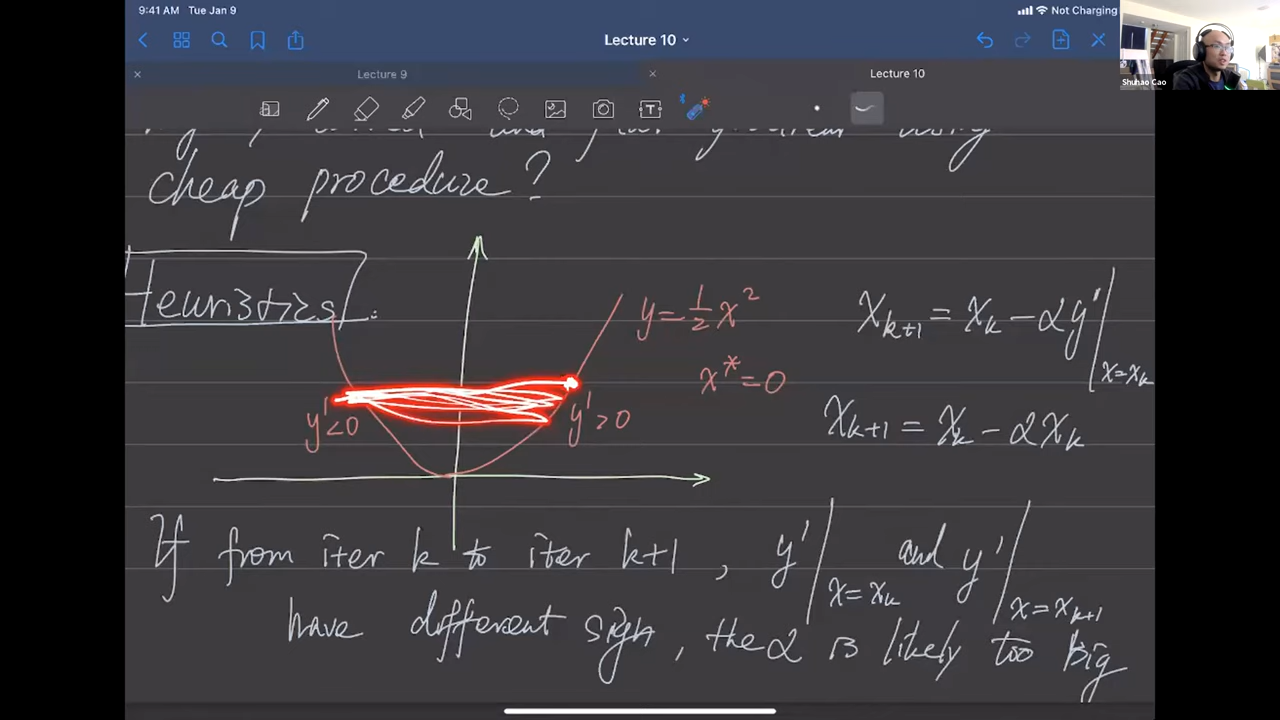 9:41 AM Tue Jan 9
Not Charging
Lecture 10
Shuhao Cao
Lecture 9
Lecture 10
cheap procedure?
Heuristics.
y = 1/2 x^2
x* = 0
y' < 0
y' > 0
x_{k+1} = x_k - αy' |_{x=x_k}
x_{k+1} = x_k - αx_k
If from iter k to iter k+1, y' |_{x=x_k} and y' |_{x=x_{k+1}}
have different sign, the α is likely too big